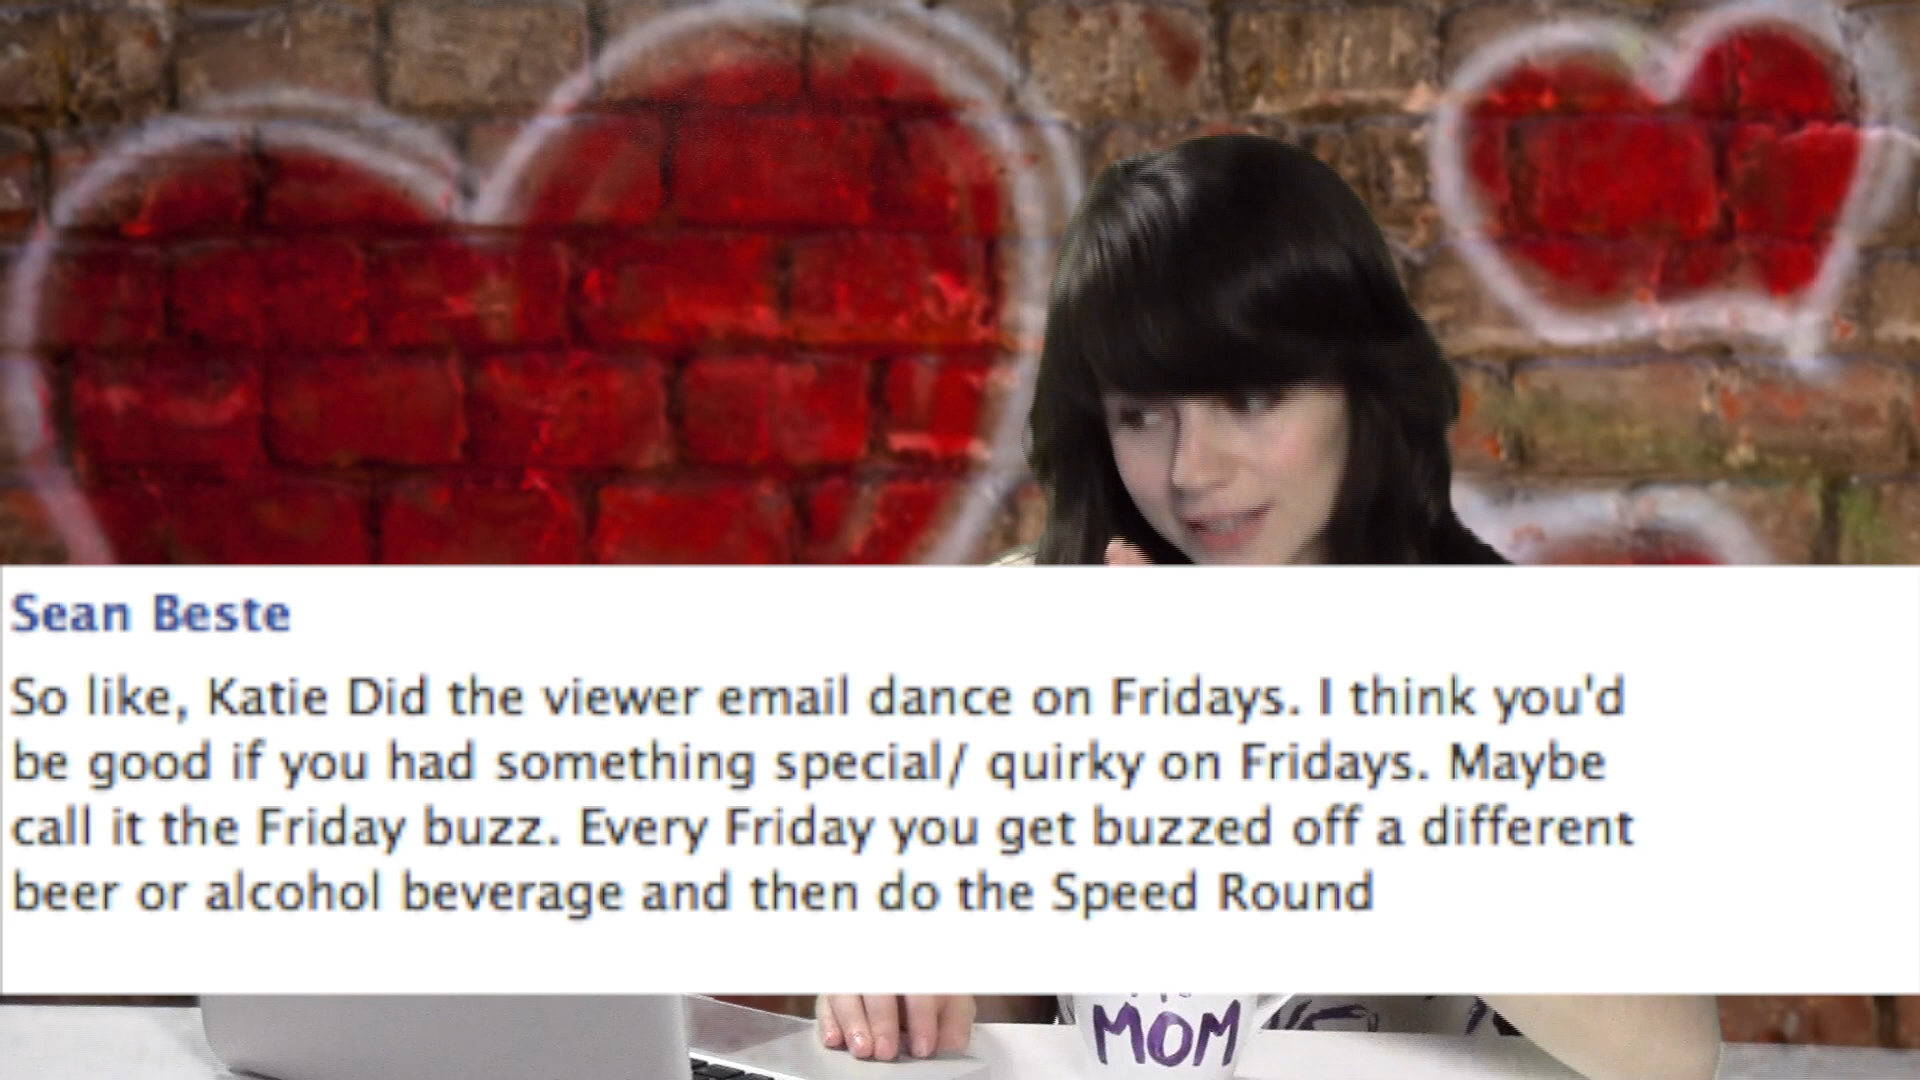 Sean Beste
So like, Katie Did the viewer email dance on Fridays. I think you'd
be good if you had something special/ quirky on Fridays. Maybe
call it the Friday buzz. Every Friday you get buzzed off a different
beer or alcohol beverage and then do the Speed Round
MOM